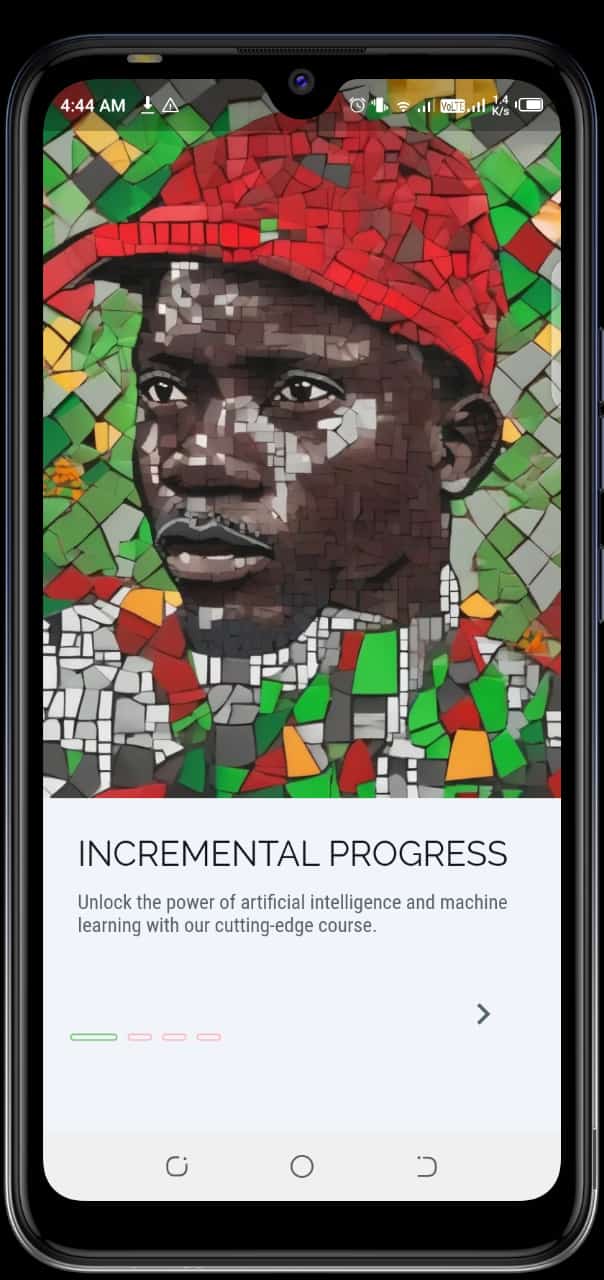 4:44 AM VoLTE 1.4 K/s
INCREMENTAL PROGRESS
Unlock the power of artificial intelligence and machine
learning with our cutting-edge course.